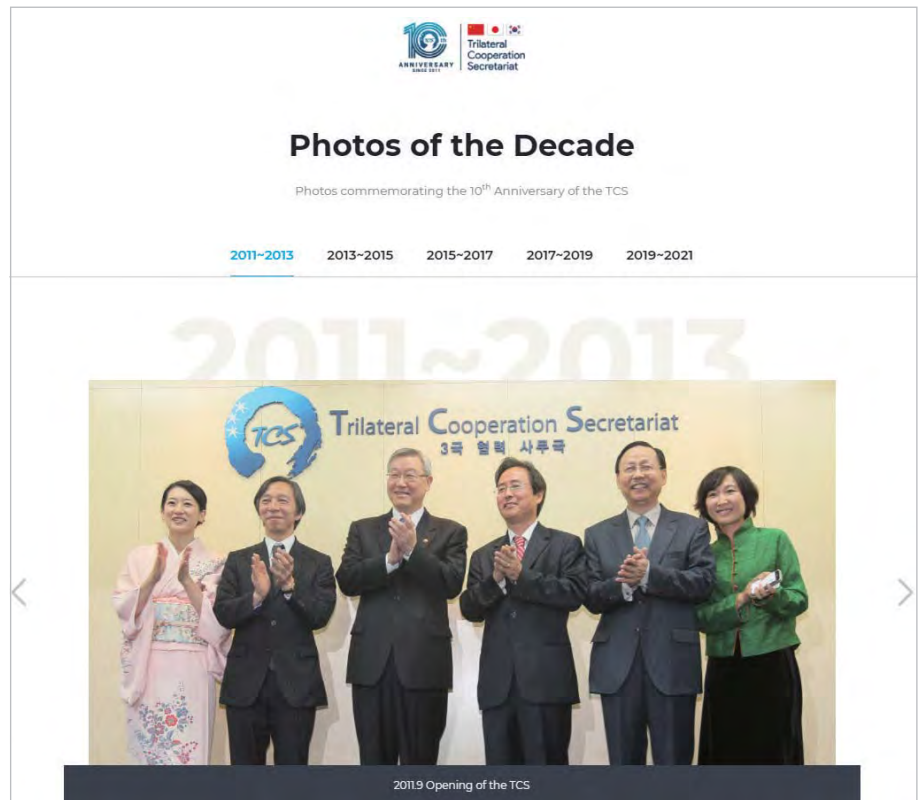 10th
TCS
ANNIVERSARY
SINCE 2011
Trilateral
Cooperation
Secretariat
Photos of the Decade
Photos commemorating the 10th Anniversary of the TCS
2011~2013 2013~2015 2015~2017 2017~2019 2019~2021
2011~2013
TCS Trilateral Cooperation Secretariat
3국 협력 사무국
2011.9 Opening of the TCS